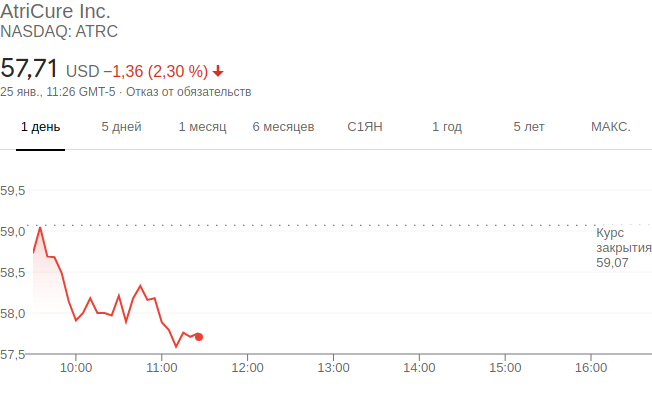 AtriCure Inc.
NASDAQ: ATRC
57,71 USD −1,36 (2,30 %)
25 янв., 11:26 GMT-5 · Отказ от обязательств
1 день 5 дней 1 месяц 6 месяцев С1ЯН 1 год 5 лет МАКС.
59,5
59,0
58,5
58,0
57,5
Курс
закрытия
59,07
10:00 11:00 12:00 13:00 14:00 15:00 16:00